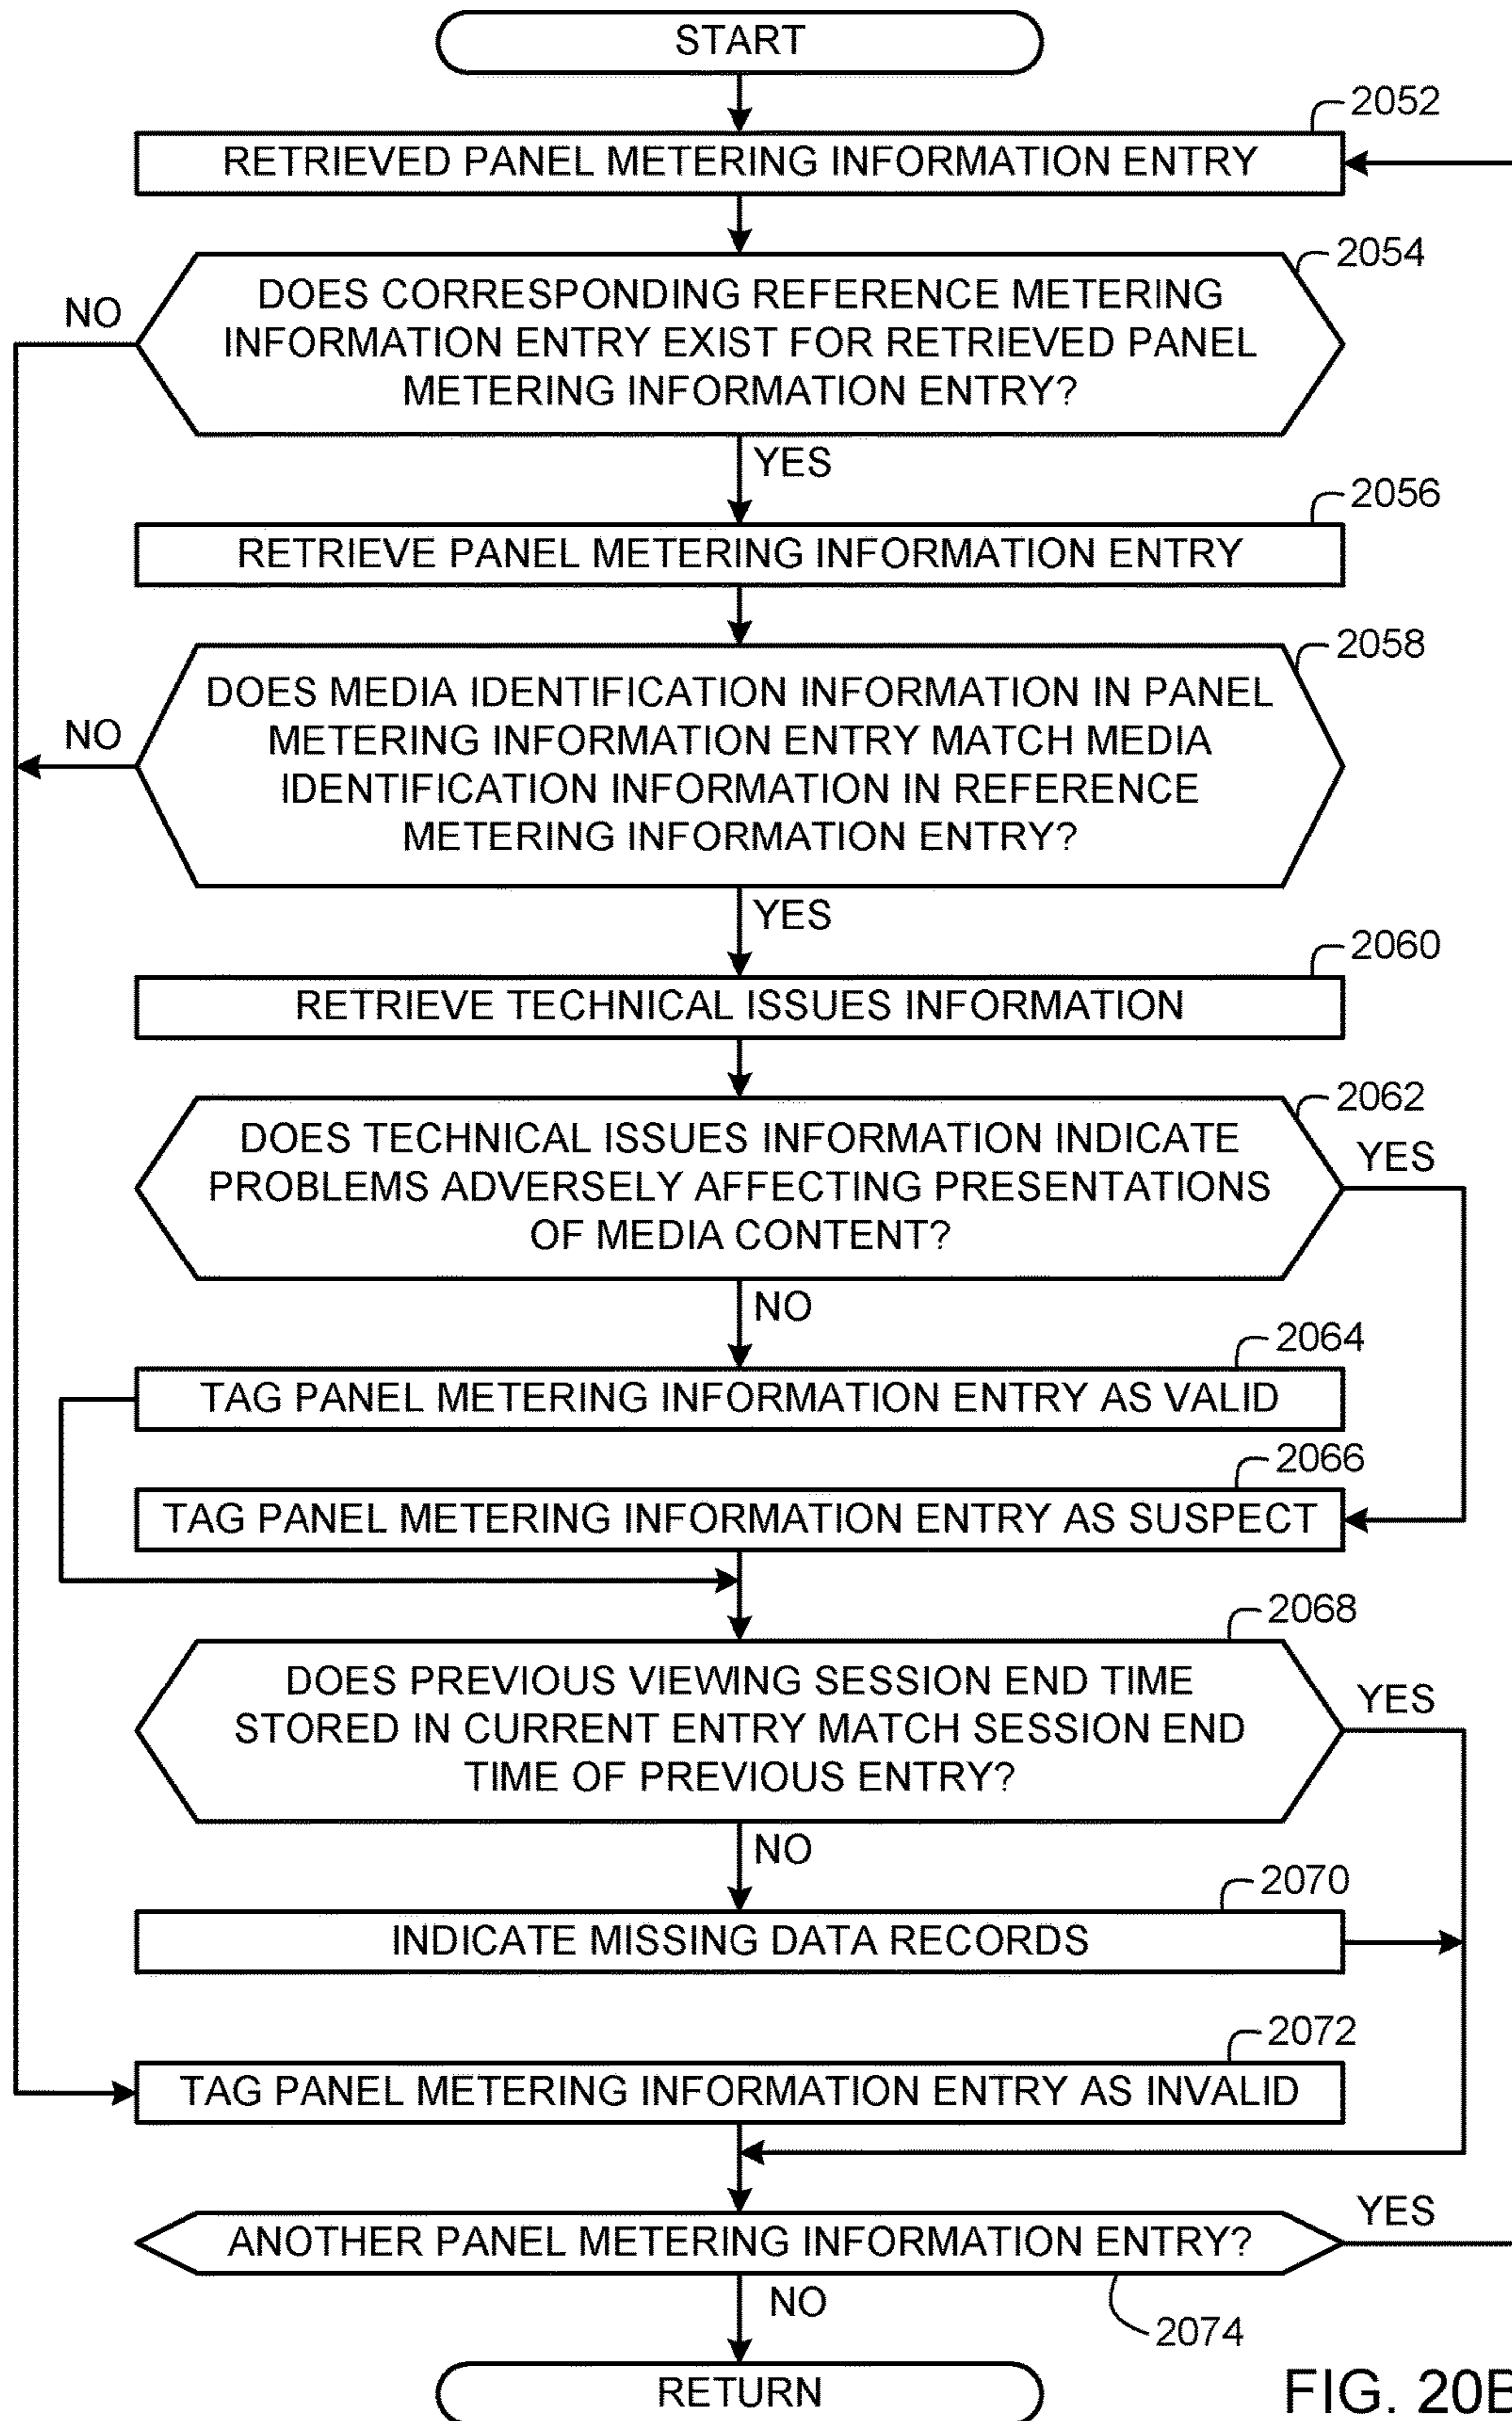 START
2052
RETRIEVED PANEL METERING INFORMATION ENTRY
2054
NO
DOES CORRESPONDING REFERENCE METERING
INFORMATION ENTRY EXIST FOR RETRIEVED PANEL
METERING INFORMATION ENTRY?
YES
2056
RETRIEVE PANEL METERING INFORMATION ENTRY
2058
NO
DOES MEDIA IDENTIFICATION INFORMATION IN PANEL
METERING INFORMATION ENTRY MATCH MEDIA
IDENTIFICATION INFORMATION IN REFERENCE
METERING INFORMATION ENTRY?
YES
2060
RETRIEVE TECHNICAL ISSUES INFORMATION
2062
DOES TECHNICAL ISSUES INFORMATION INDICATE
PROBLEMS ADVERSELY AFFECTING PRESENTATIONS
OF MEDIA CONTENT?
YES
NO
2064
TAG PANEL METERING INFORMATION ENTRY AS VALID
2066
TAG PANEL METERING INFORMATION ENTRY AS SUSPECT
2068
DOES PREVIOUS VIEWING SESSION END TIME
STORED IN CURRENT ENTRY MATCH SESSION END
TIME OF PREVIOUS ENTRY?
YES
NO
2070
INDICATE MISSING DATA RECORDS
2072
TAG PANEL METERING INFORMATION ENTRY AS INVALID
ANOTHER PANEL METERING INFORMATION ENTRY?
YES
NO
2074
RETURN
FIG. 20B